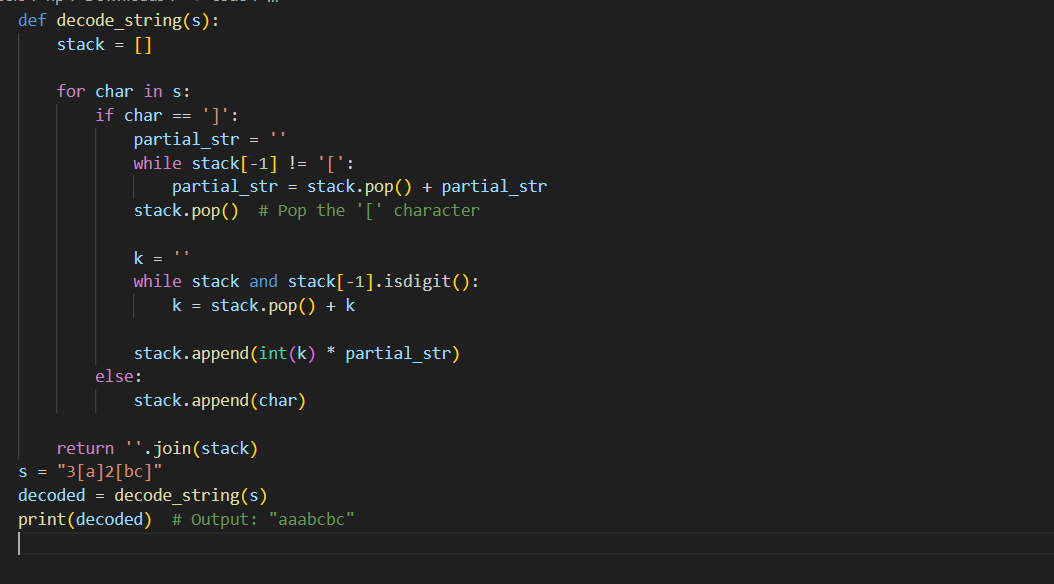 def decode_string(s):
    stack = []

    for char in s:
        if char == ']':
            partial_str = ''
            while stack[-1] != '[':
                partial_str = stack.pop() + partial_str
            stack.pop()  # Pop the '[' character

            k = ''
            while stack and stack[-1].isdigit():
                k = stack.pop() + k

            stack.append(int(k) * partial_str)
        else:
            stack.append(char)

    return ''.join(stack)
s = "3[a]2[bc]"
decoded = decode_string(s)
print(decoded)  # Output: "aaabcbc"